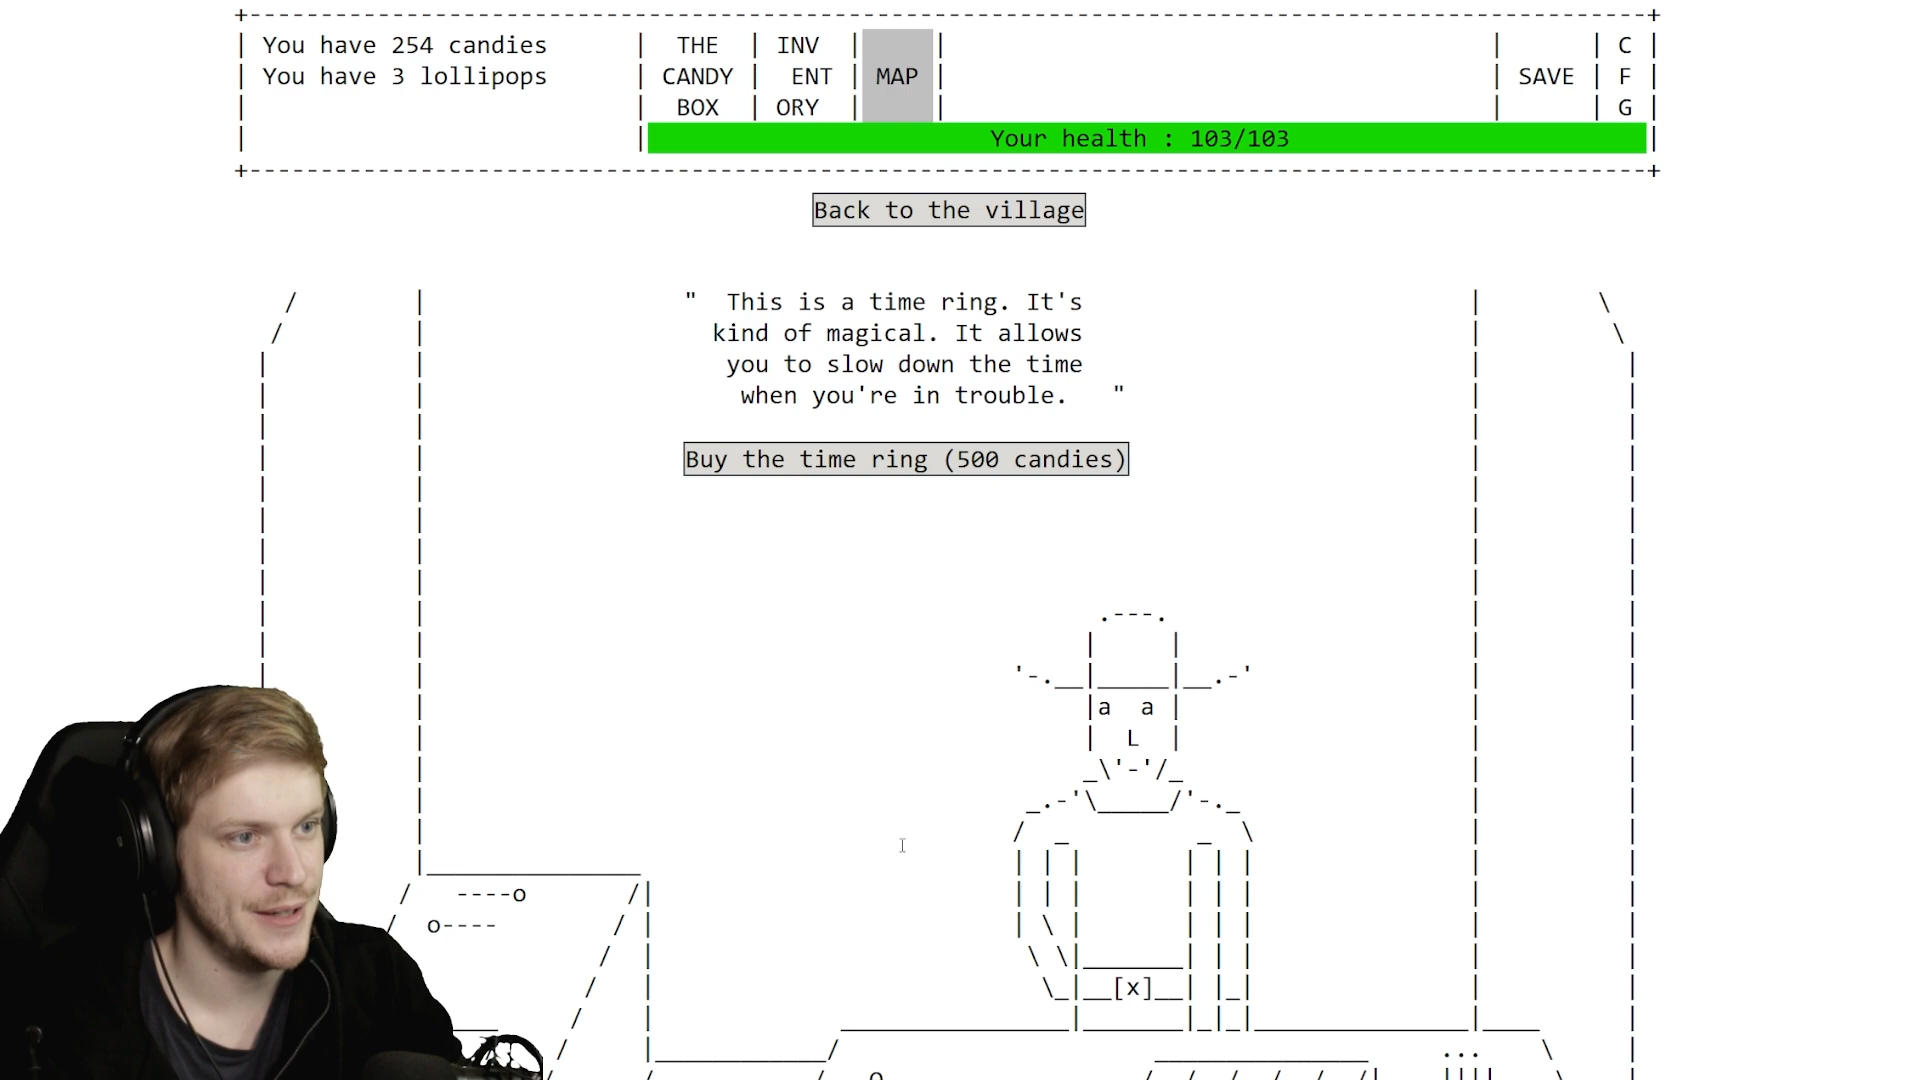 You have 254 candies
You have 3 lollipops
THE CANDY BOX
INV ENT ORY
MAP
SAVE
C F G
Your health : 103/103
Back to the village
" This is a time ring. It's
kind of magical. It allows
you to slow down the time
when you're in trouble. "
Buy the time ring (500 candies)